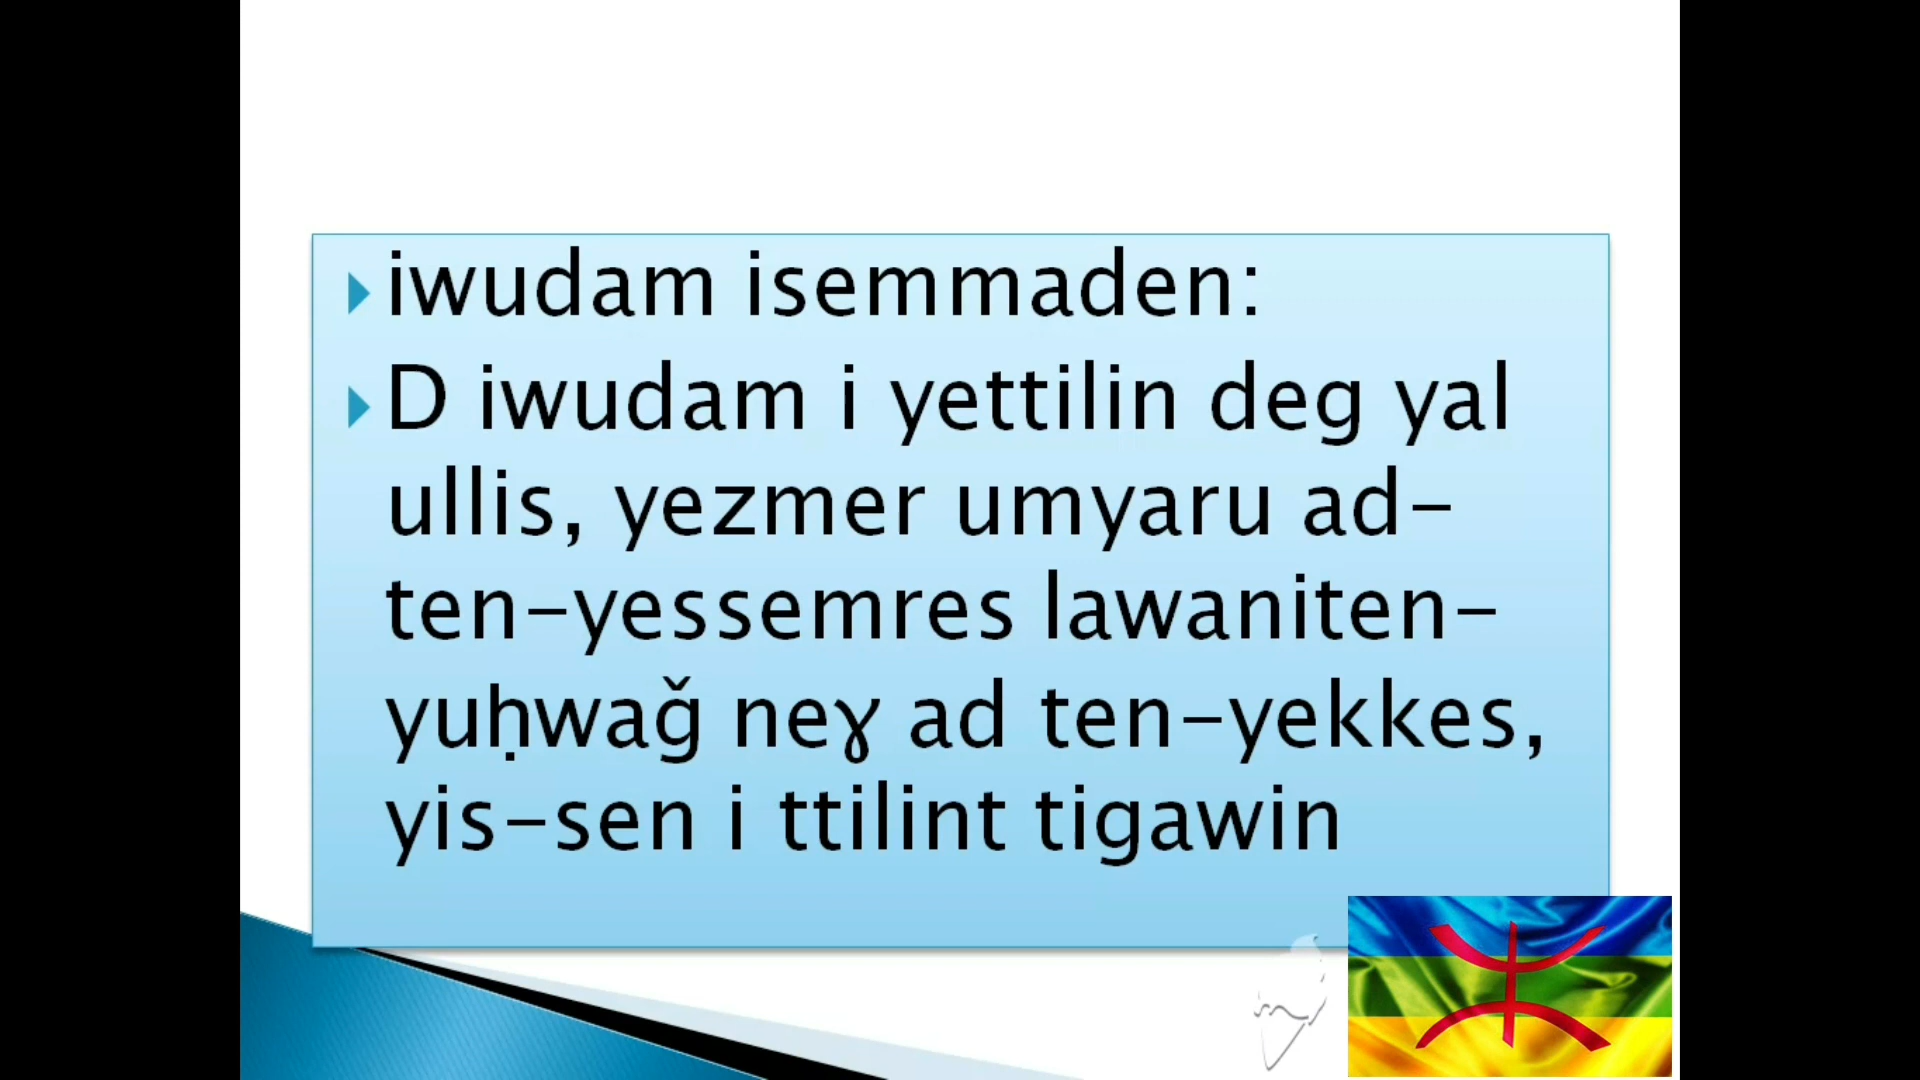 iwudam isemmaden:
D iwudam i yettilin deg yal
ullis, yezmer umyaru ad-
ten-yessemres lawaniten-
yuḥwaǧ neɣ ad ten-yekkes,
yis-sen i ttilint tigawin